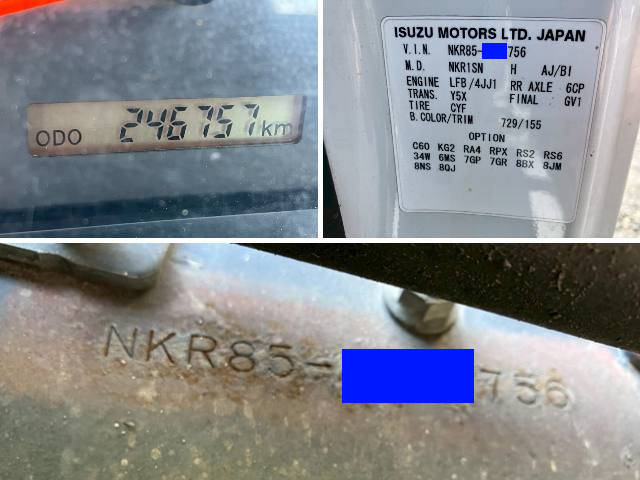 ODO 246757 km
ISUZU MOTORS LTD. JAPAN
V.I.N. NKR85- 756
M.D. NKR1SN H AJ/BI
ENGINE LFB/4JJ1 RR AXLE 6CP
TRANS. Y5X FINAL GV1
TIRE CYF
B.COLOR/TRIM 729/155
OPTION
C60 KG2 RA4 RPX RS2 RS6
34W 6MS 7GP 7GR 8BX 8JM
8NS 8QJ
NKR85- 756